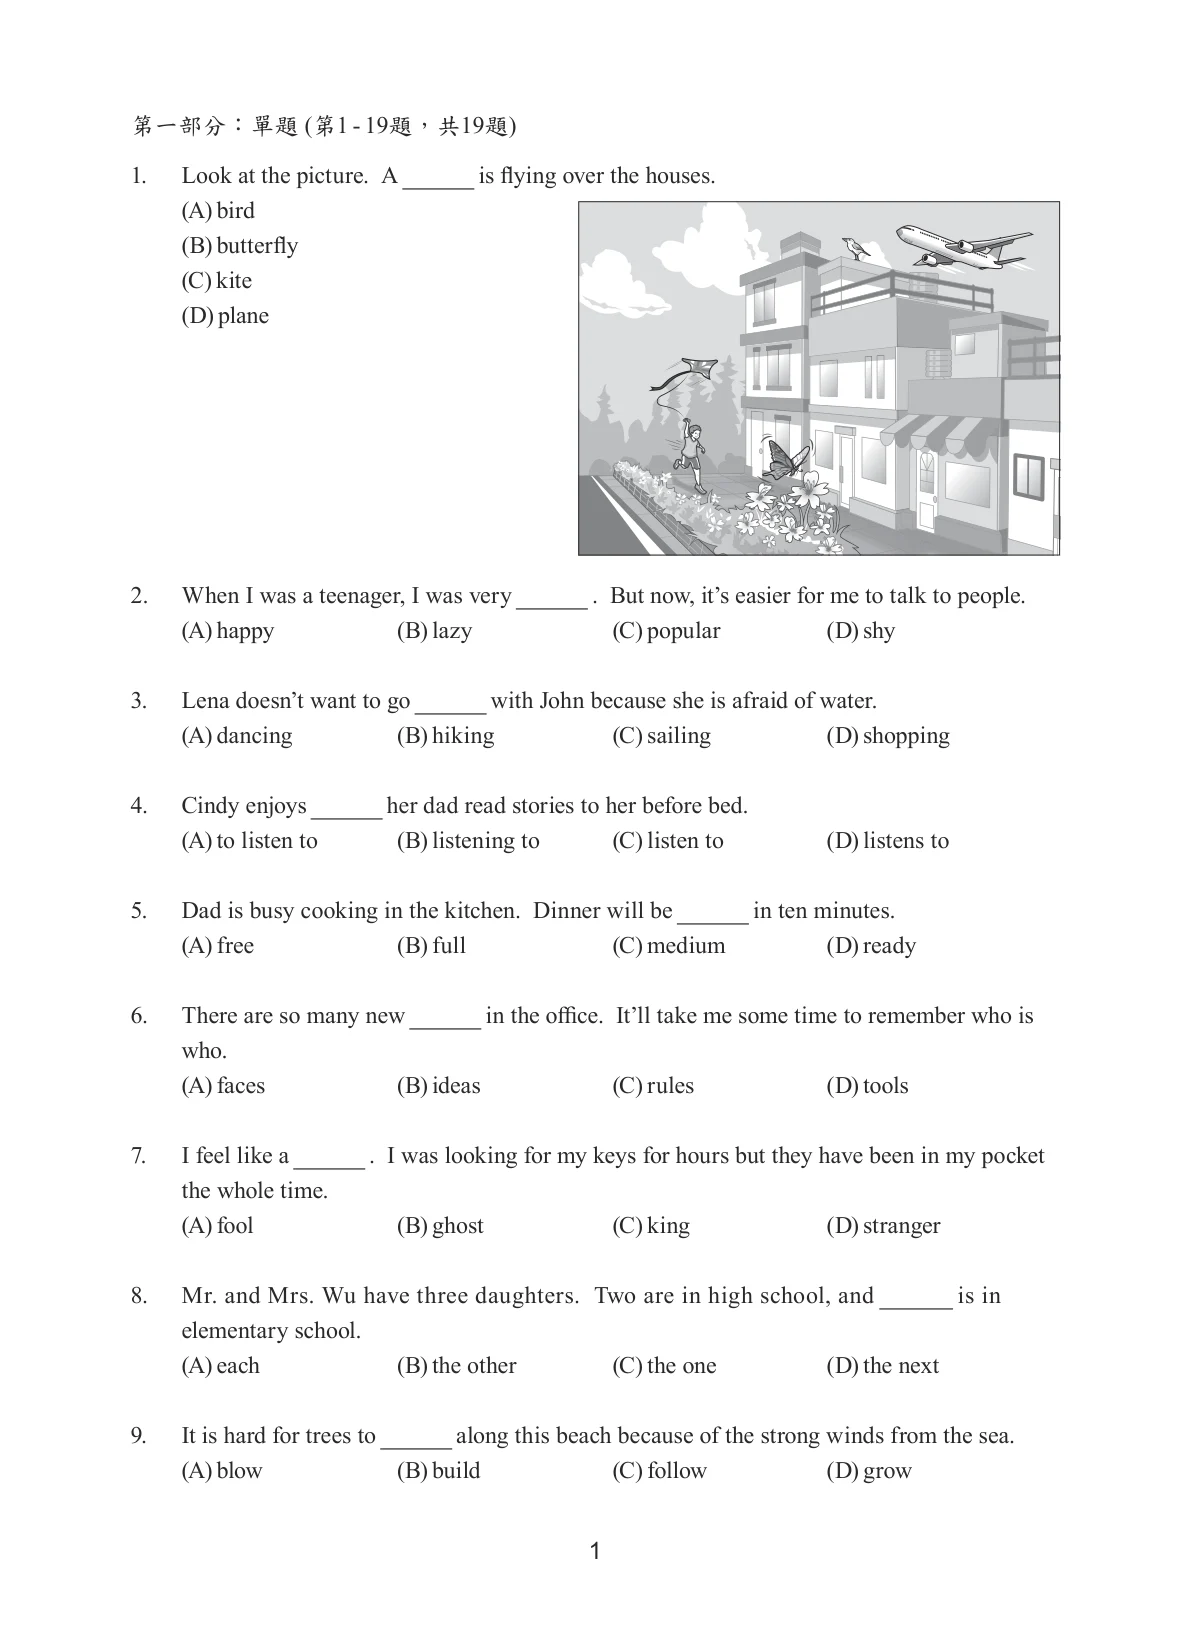 第一部分：單題 (第1 - 19題，共19題)
1. Look at the picture. A ______ is flying over the houses.
(A) bird
(B) butterfly
(C) kite
(D) plane
2. When I was a teenager, I was very ______ . But now, it’s easier for me to talk to people.
(A) happy (B) lazy (C) popular (D) shy
3. Lena doesn’t want to go ______ with John because she is afraid of water.
(A) dancing (B) hiking (C) sailing (D) shopping
4. Cindy enjoys ______ her dad read stories to her before bed.
(A) to listen to (B) listening to (C) listen to (D) listens to
5. Dad is busy cooking in the kitchen. Dinner will be ______ in ten minutes.
(A) free (B) full (C) medium (D) ready
6. There are so many new ______ in the office. It’ll take me some time to remember who is
who.
(A) faces (B) ideas (C) rules (D) tools
7. I feel like a ______ . I was looking for my keys for hours but they have been in my pocket
the whole time.
(A) fool (B) ghost (C) king (D) stranger
8. Mr. and Mrs. Wu have three daughters. Two are in high school, and ______ is in
elementary school.
(A) each (B) the other (C) the one (D) the next
9. It is hard for trees to ______ along this beach because of the strong winds from the sea.
(A) blow (B) build (C) follow (D) grow
1